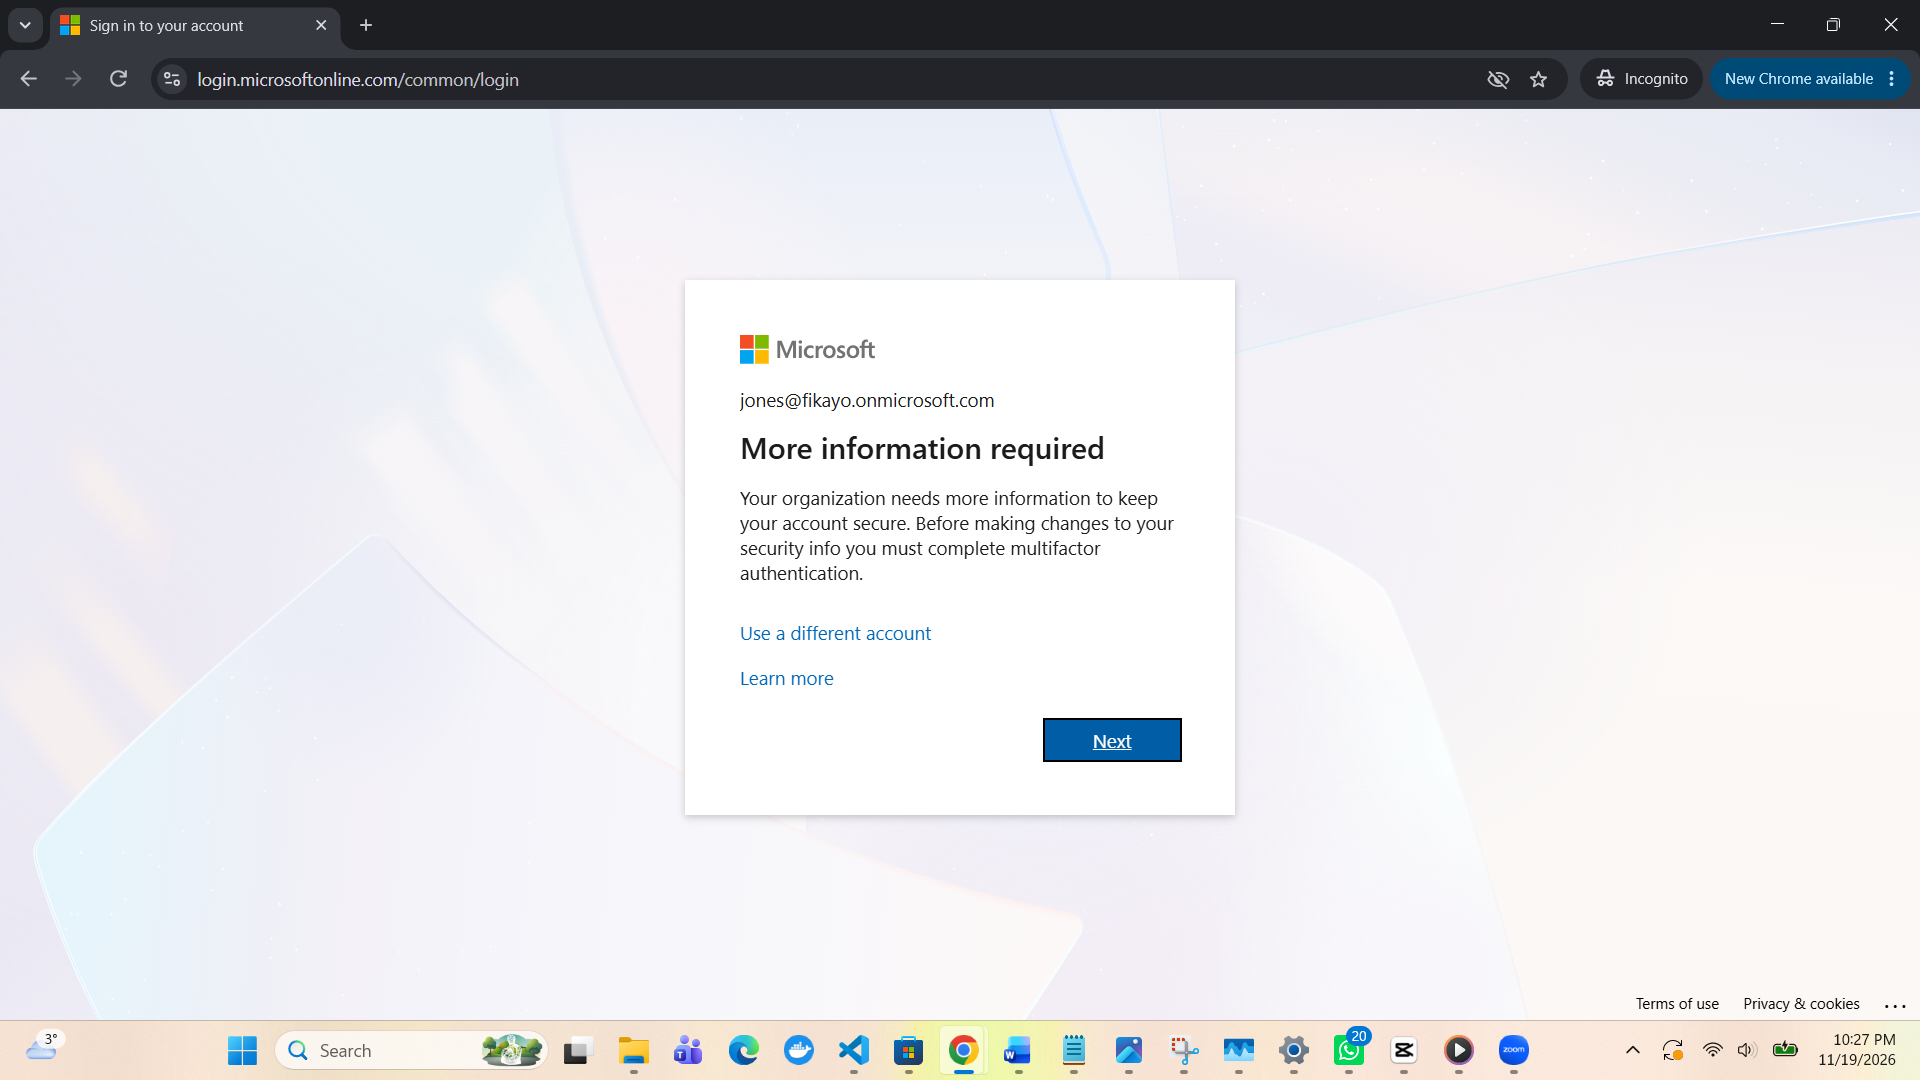 Sign in to your account
login.microsoftonline.com/common/login
Incognito
New Chrome available
Microsoft
jones@fikayo.onmicrosoft.com
More information required
Your organization needs more information to keep
your account secure. Before making changes to your
security info you must complete multifactor
authentication.
Use a different account
Learn more
Next
Terms of use
Privacy & cookies
3°
Search
T
W
20
zoom
10:27 PM
11/19/2026